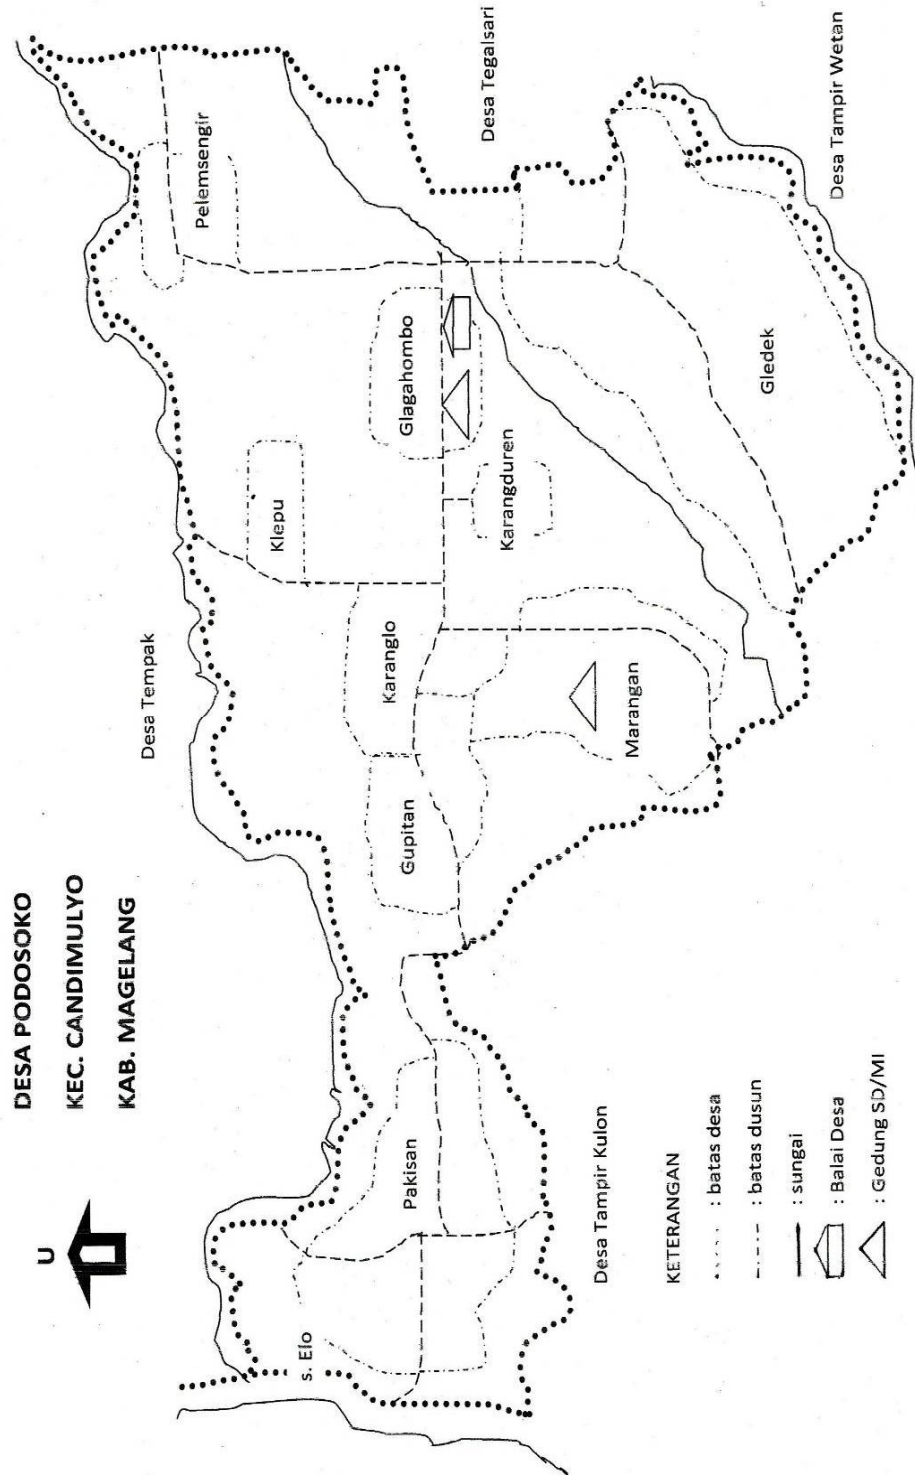 DESA PODOSOKO
KEC. CANDIMULYO
KAB. MAGELANG
U
Desa Tempak
Pelemsengir
Klepu
Glagahombo
Karanglo
Gupitan
Pakisan
s. Elo
Karangduren
Marangan
Gledek
Desa Tegalsari
Desa Tampir Wetan
Desa Tampir Kulon
KETERANGAN
: batas desa
: batas dusun
: sungai
: Balai Desa
: Gedung SD/MI